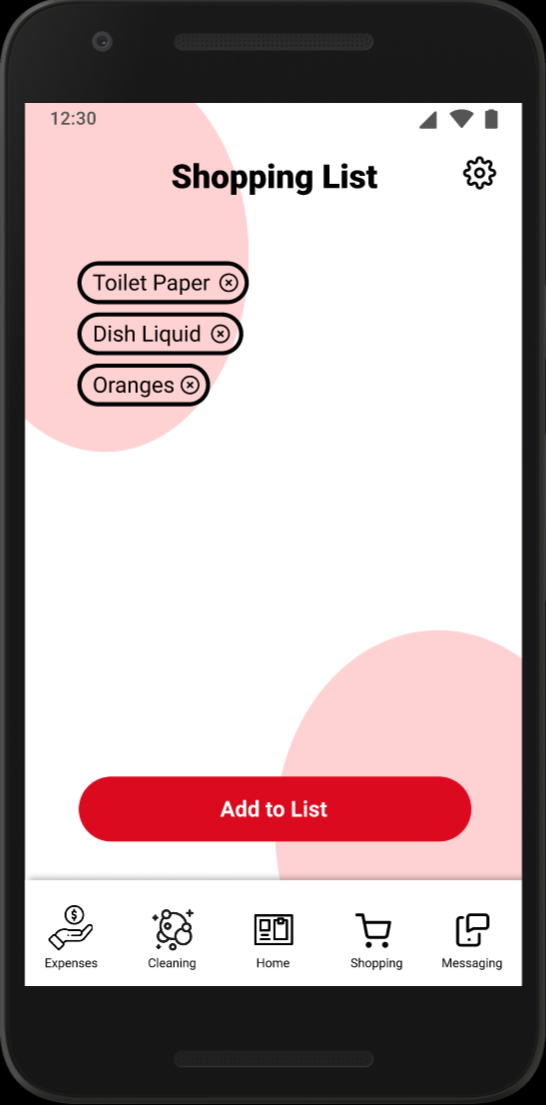 12:30
Shopping List
Toilet Paper
Dish Liquid
Oranges
Add to List
$
Expenses
Cleaning
Home
Shopping
Messaging